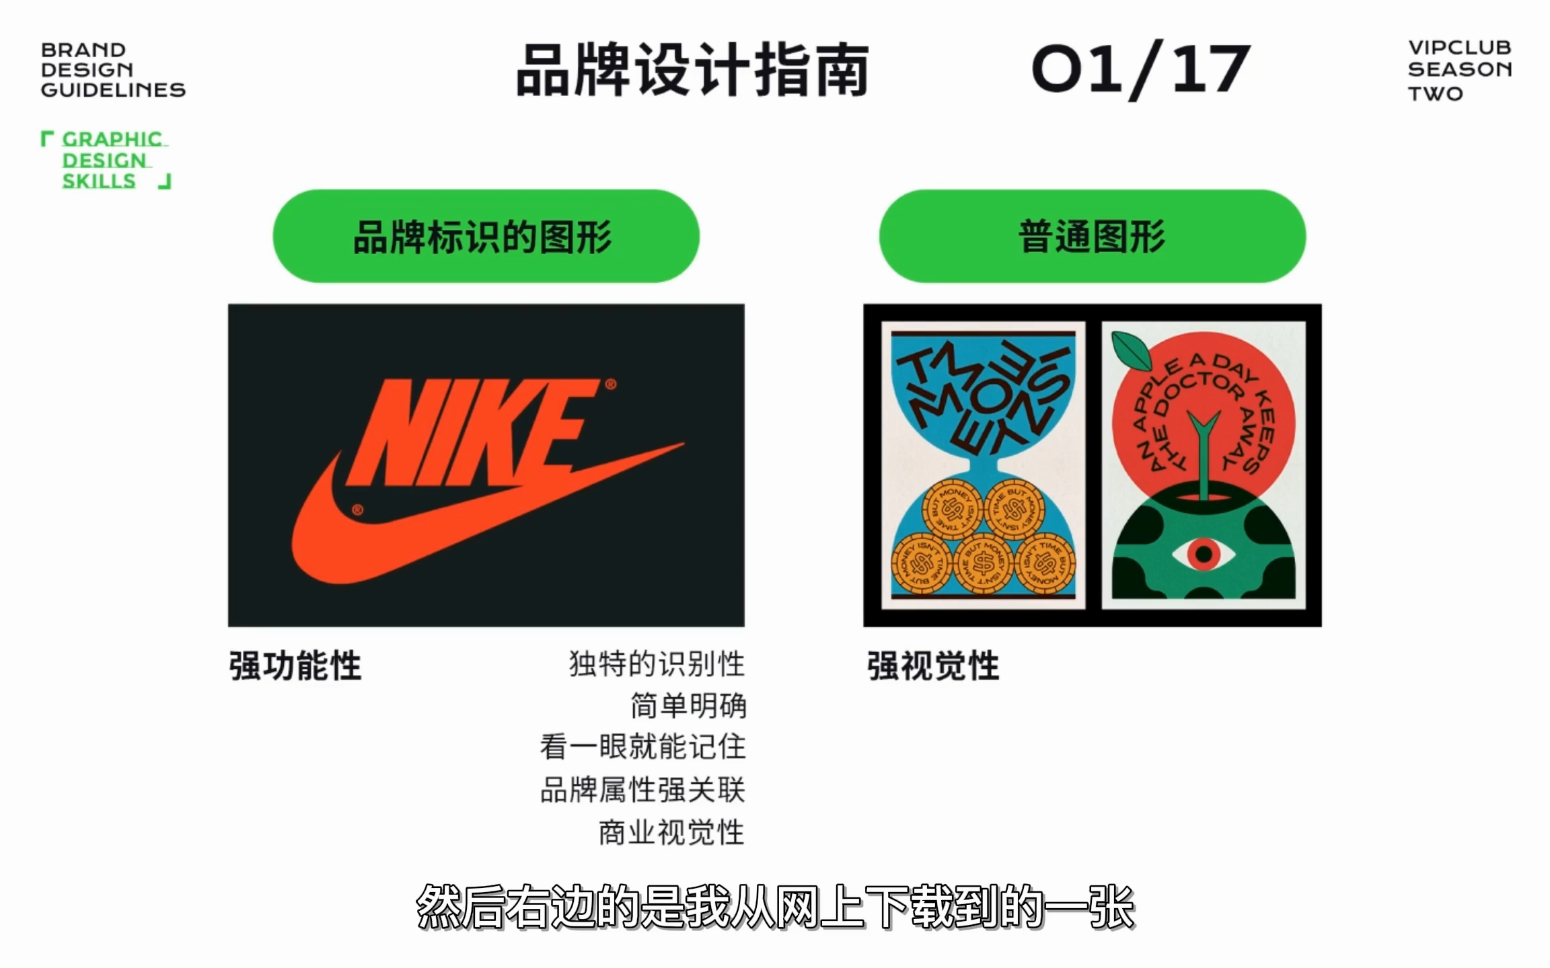 BRAND
DESIGN
GUIDELINES
品牌设计指南
01/17
VIPCLUB
SEASON
TWO
GRAPHIC
DESIGN
SKILLS
品牌标识的图形
普通图形
NIKE®
®
AN APPLE A DAY KEEPS
THE DOCTOR AWAL
TIME BUT MONEY ISN'T
强功能性
独特的识别性
简单明确
看一眼就能记住
品牌属性强关联
商业视觉性
强视觉性
然后右边的是我从网上下载到的一张